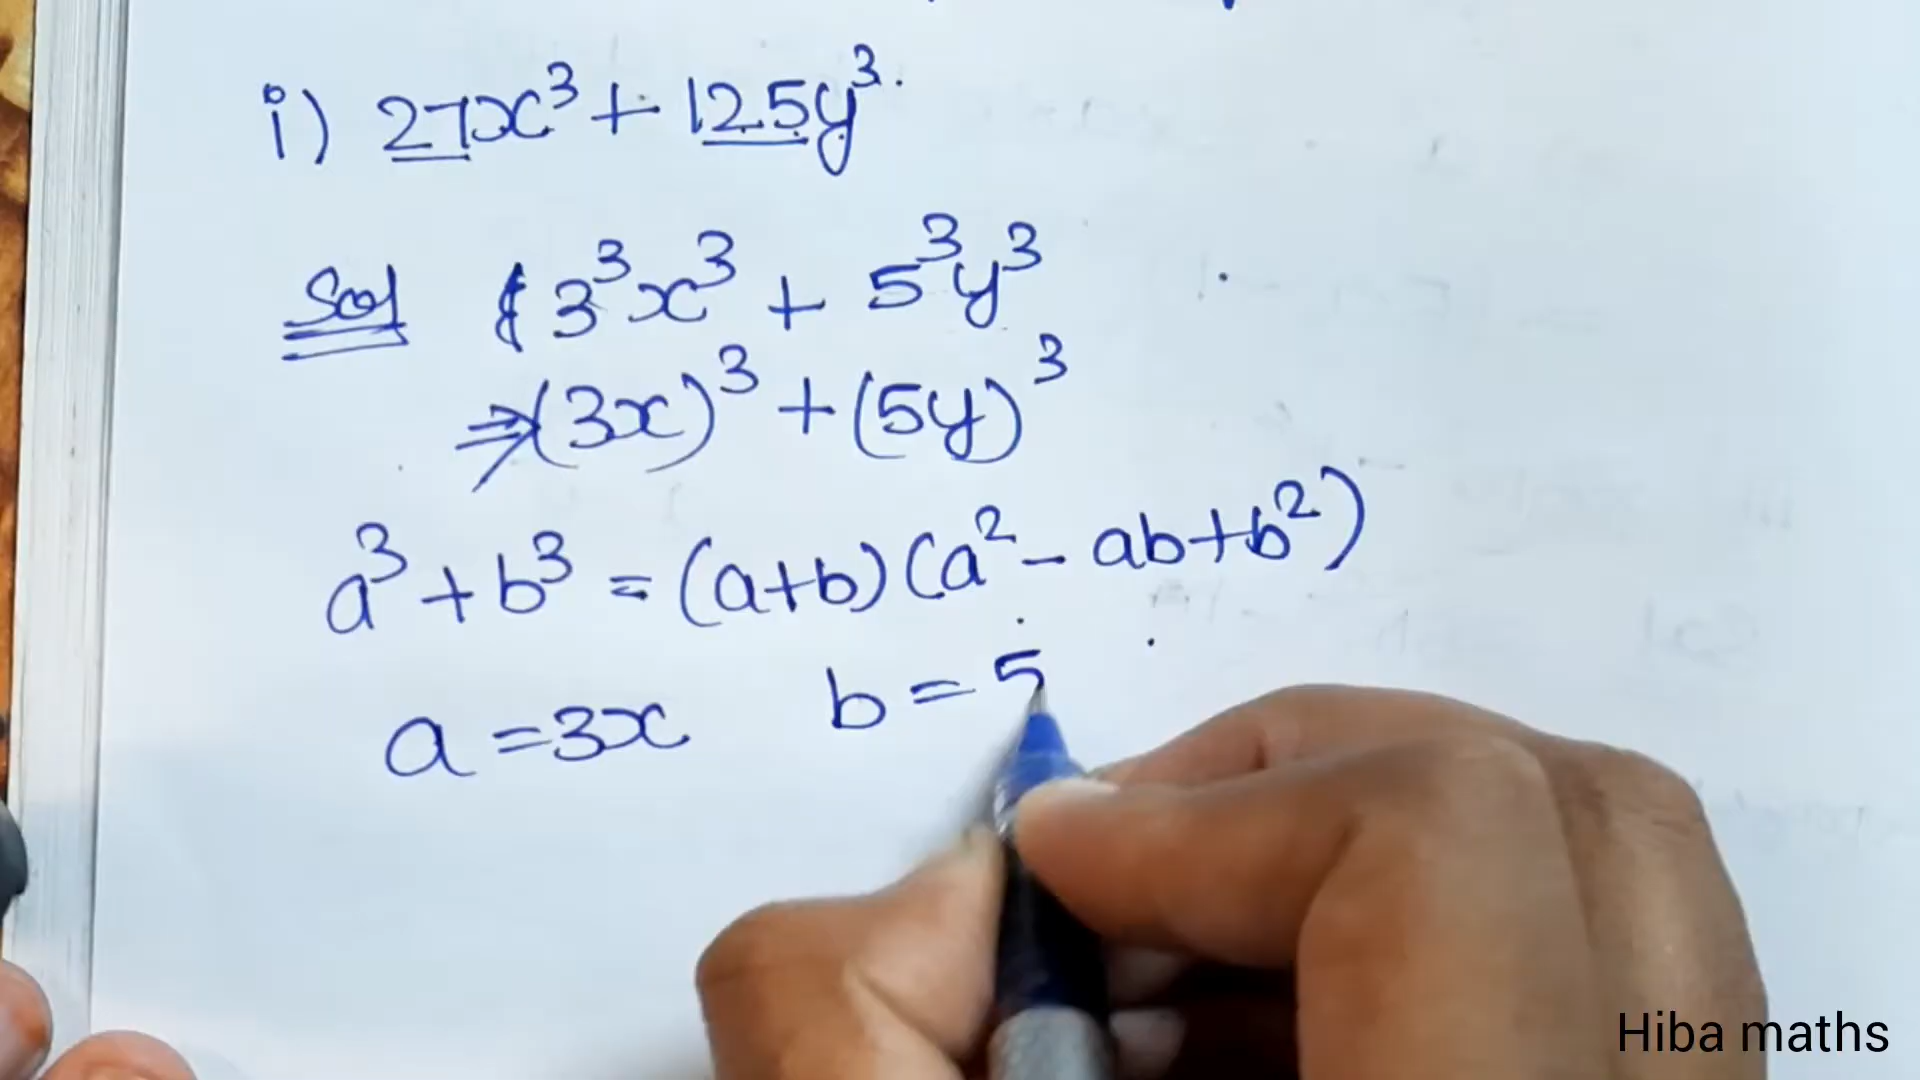 i) 27x³ + 125y³.
Sol 3³x³ + 5³y³
⇒(3x)³ + (5y)³
a³ + b³ = (a+b)(a² - ab+b²)
a = 3x b = 5
Hiba maths